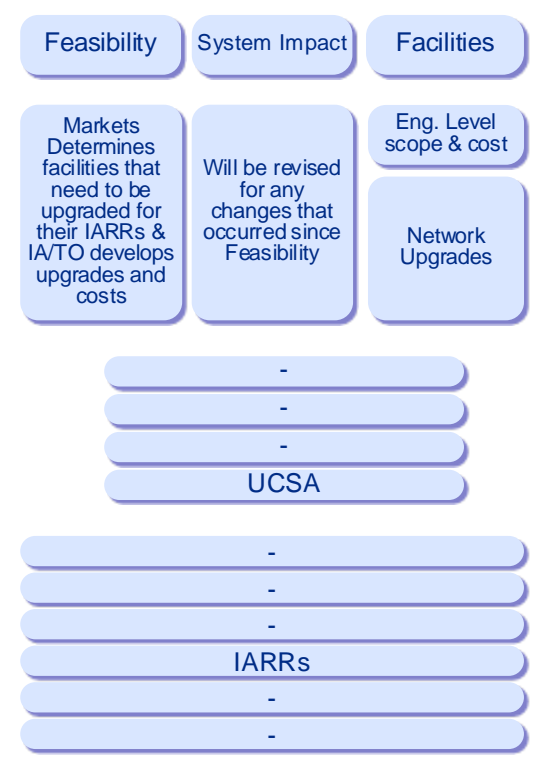 Feasibility
System Impact
Facilities
Markets
Determines
facilities that
need to be
upgraded for
their IARRs &
IA/TO develops
upgrades and
costs
Will be revised
for any
changes that
occurred since
Feasibility
Eng. Level
scope & cost
Network
Upgrades
-
-
-
UCSA
-
-
-
IARRs
-
-